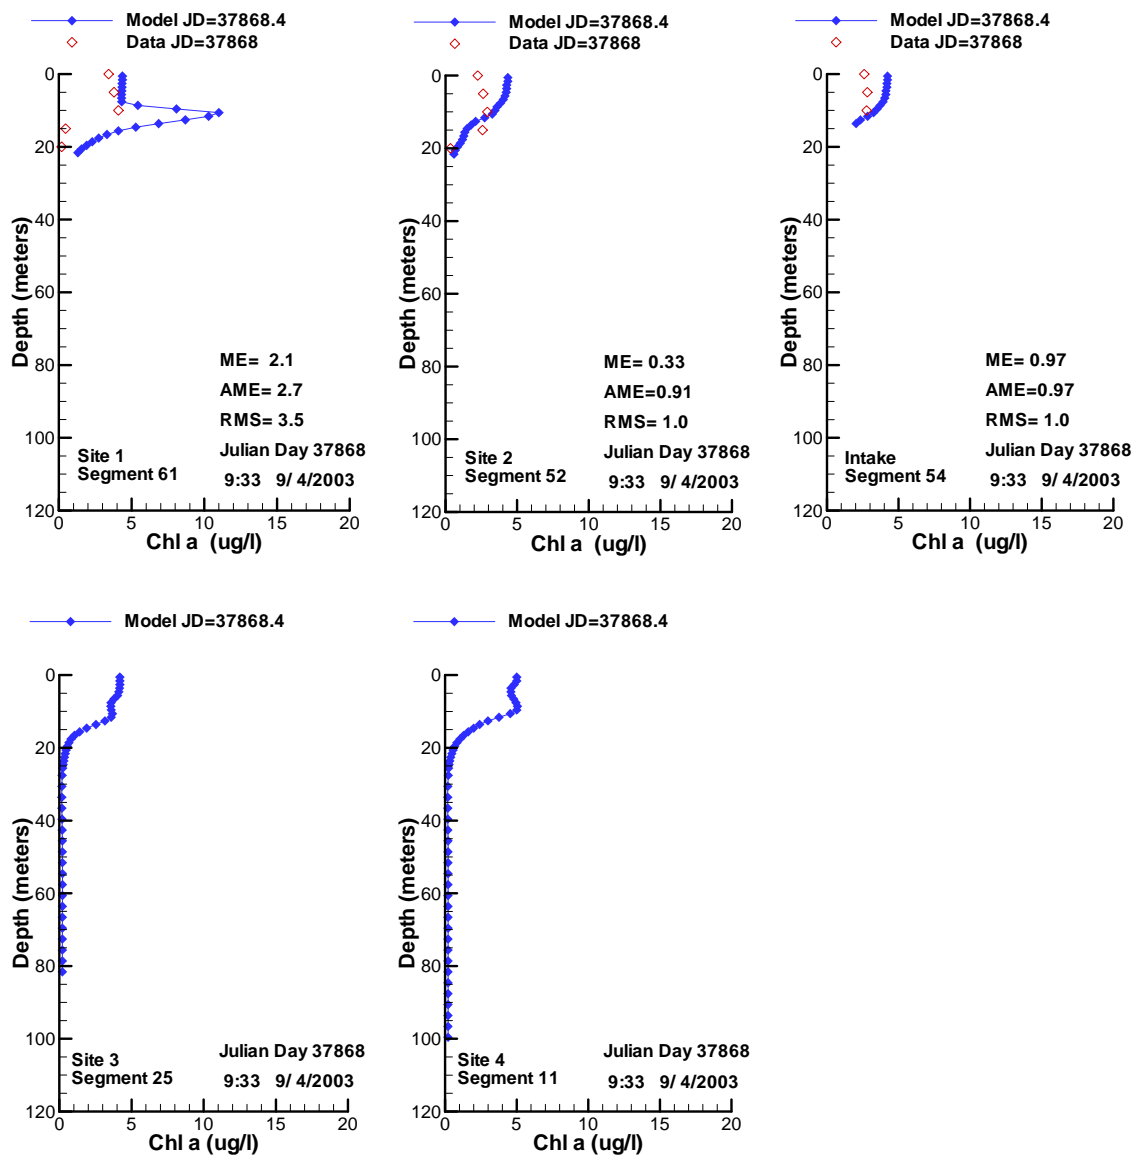 Model JD=37868.4
Data JD=37868
0
20
40
60
80
100
120
Depth (meters)
ME= 2.1
AME= 2.7
RMS= 3.5
Julian Day 37868
9:33 9/ 4/2003
Site 1
Segment 61
0 5 10 15 20
Chl a (ug/l)
Model JD=37868.4
Data JD=37868
0
20
40
60
80
100
120
Depth (meters)
ME= 0.33
AME=0.91
RMS= 1.0
Julian Day 37868
9:33 9/ 4/2003
Site 2
Segment 52
0 5 10 15 20
Chl a (ug/l)
Model JD=37868.4
Data JD=37868
0
20
40
60
80
100
120
Depth (meters)
ME= 0.97
AME=0.97
RMS= 1.0
Julian Day 37868
9:33 9/ 4/2003
Intake
Segment 54
0 5 10 15 20
Chl a (ug/l)
Model JD=37868.4
0
20
40
60
80
100
120
Depth (meters)
Julian Day 37868
9:33 9/ 4/2003
Site 3
Segment 25
0 5 10 15 20
Chl a (ug/l)
Model JD=37868.4
0
20
40
60
80
100
120
Depth (meters)
Julian Day 37868
9:33 9/ 4/2003
Site 4
Segment 11
0 5 10 15 20
Chl a (ug/l)